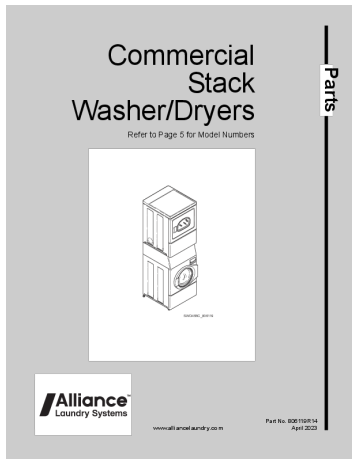 Commercial
Stack
Washer/Dryers
Refer to Page 5 for Model Numbers
Parts
Alliance™
Laundry Systems
www.alliancelaundry.com
Part No. 806119R14
April 2023